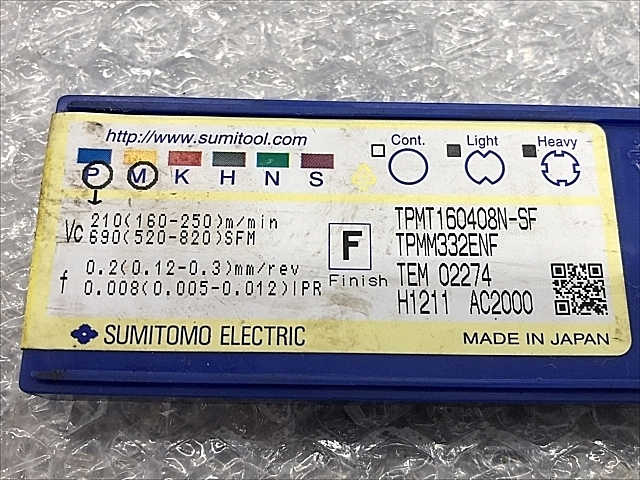 http://www.sumitool.com
P M K H N S
Cont. Light Heavy
Vc 210(160-250)m/min
690(520-820)SFM
f 0.2(0.12-0.3)mm/rev
0.008(0.005-0.012)IPR
F
Finish
TPMT160408N-SF
TPMM332ENF
TEM 02274
H1211 AC2000
SUMITOMO ELECTRIC
MADE IN JAPAN